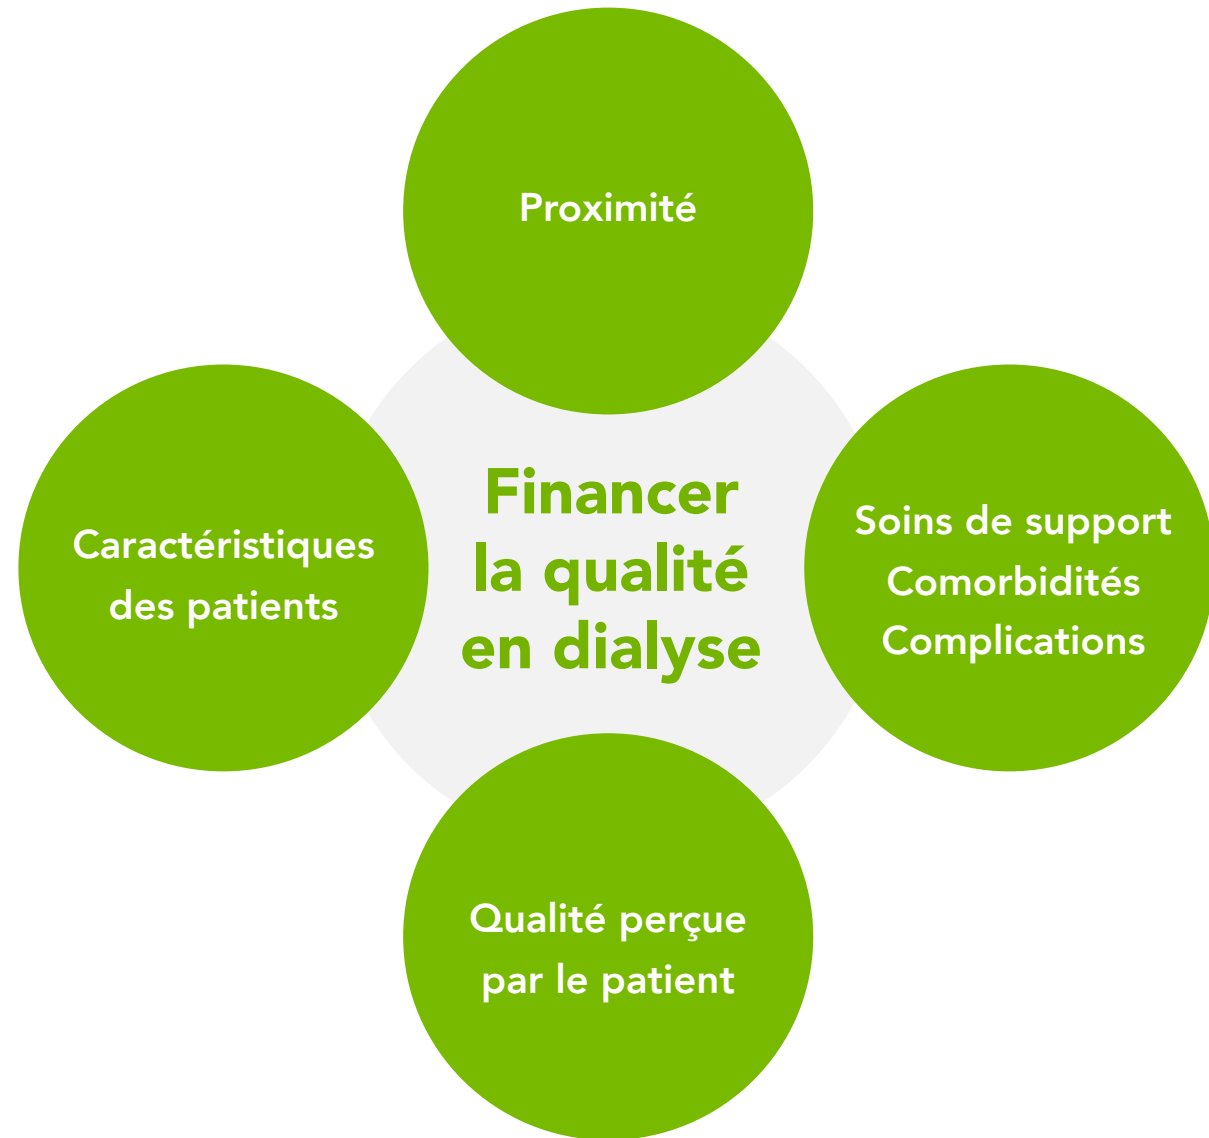 Proximité
Caractéristiques
des patients
Financer
la qualité
en dialyse
Soins de support
Comorbidités
Complications
Qualité perçue
par le patient